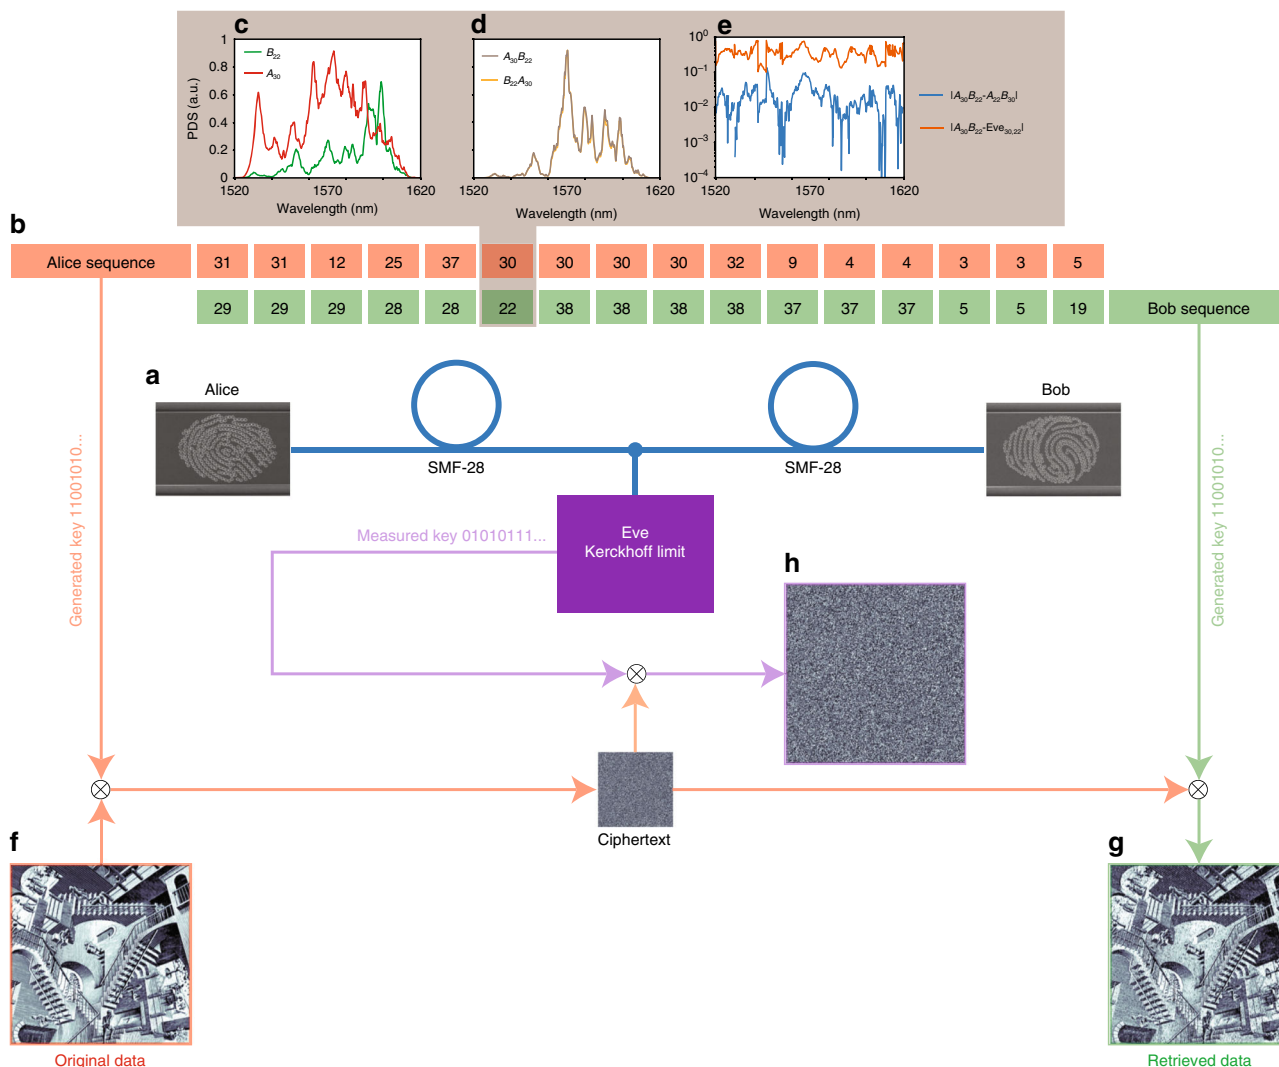 c
d
e
PDS (a.u.)
1
0.8
0.6
0.4
0.2
0
B22
A30
1520
1570
1620
Wavelength (nm)
A30B22
B22A30
1520
1570
1620
Wavelength (nm)
10^0
10^-1
10^-2
10^-3
10^-4
1520
1570
1620
Wavelength (nm)
|A30B22-A22B30|
|A30B22-Eve30,22|
b
Alice sequence 31 31 12 25 37 30 30 30 30 32 9 4 4 3 3 5
29 29 29 28 28 22 38 38 38 38 37 37 37 5 5 19 Bob sequence
a
Alice
Bob
SMF-28
SMF-28
Generated key 11001010...
Generated key 11001010...
Measured key 01010111...
Eve
Kerckhoff limit
h
Ciphertext
f
g
Original data
Retrieved data